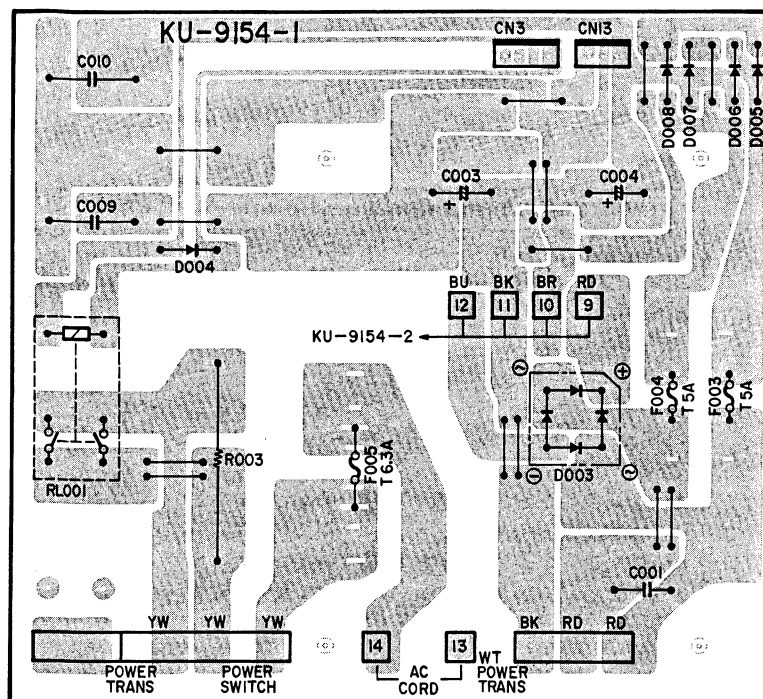 KU-9154-1
CN3 CN13
C010
D008 D007 D006 D005
C003 C004
C009
D004
BU BK BR RD
12 11 10 9
KU-9154-2
F004 T5A F003 T5A
R003
F005 T6.3A
D003
RL001
C001
YW YW YW
BK RD RD
14 13
POWER TRANS
POWER SWITCH
AC CORD
WT POWER TRANS